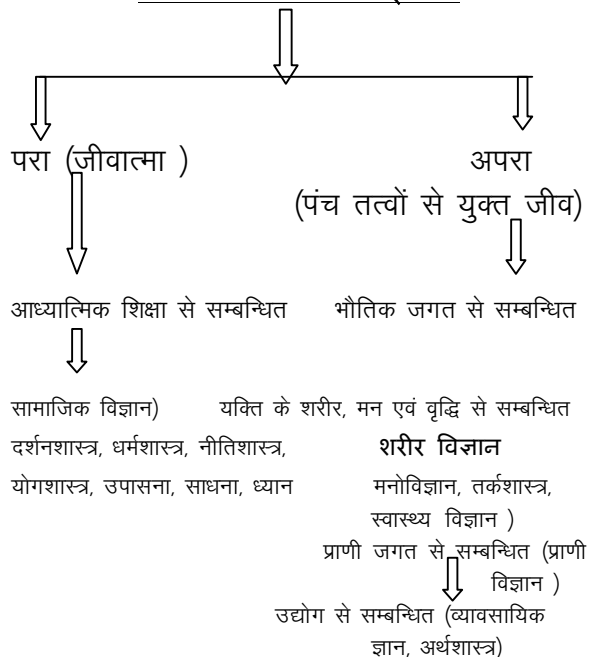 परा (जीवात्मा )
अपरा
(पंच तत्वों से युक्त जीव)
आध्यात्मिक शिक्षा से सम्बन्धित
भौतिक जगत से सम्बन्धित
सामाजिक विज्ञान)
यक्ति के शरीर, मन एवं वृद्धि से सम्बन्धित
दर्शनशास्त्र, धर्मशास्त्र, नीतिशास्त्र,
शरीर विज्ञान
योगशास्त्र, उपासना, साधना, ध्यान
मनोविज्ञान, तर्कशास्त्र,
स्वास्थ्य विज्ञान )
प्राणी जगत से सम्बन्धित (प्राणी
विज्ञान )
उद्योग से सम्बन्धित (व्यावसायिक
ज्ञान, अर्थशास्त्र)